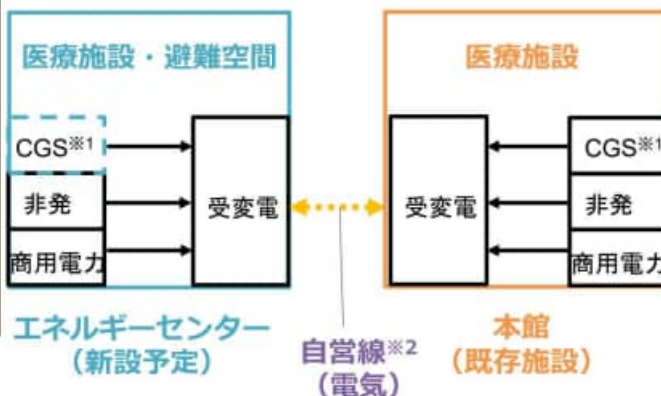 医療施設・避難空間
CGS※1
非発
商用電力
受変電
エネルギーセンター
（新設予定）
自営線※2
（電気）
医療施設
受変電
CGS※1
非発
商用電力
本館
（既存施設）